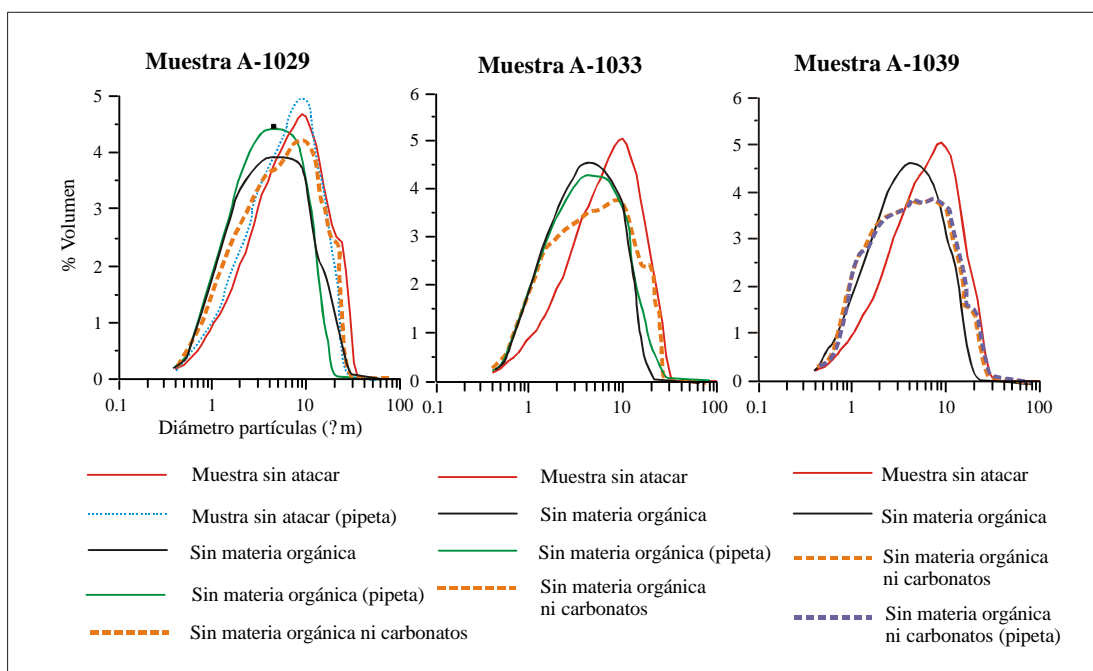 Muestra A-1029
5
4
3
2
1
0
% Volumen
0.1
1
10
100
Diámetro partículas (?m)
Muestra A-1033
6
5
4
3
2
1
0
0.1
1
10
100
Muestra A-1039
6
5
4
3
2
1
0
0.1
1
10
100
Muestra sin atacar
Mustra sin atacar (pipeta)
Sin materia orgánica
Sin materia orgánica (pipeta)
Sin materia orgánica ni carbonatos
Muestra sin atacar
Sin materia orgánica
Sin materia orgánica (pipeta)
Sin materia orgánica
ni carbonatos
Muestra sin atacar
Sin materia orgánica
Sin materia orgánica
ni carbonatos
Sin materia orgánica
ni carbonatos (pipeta)